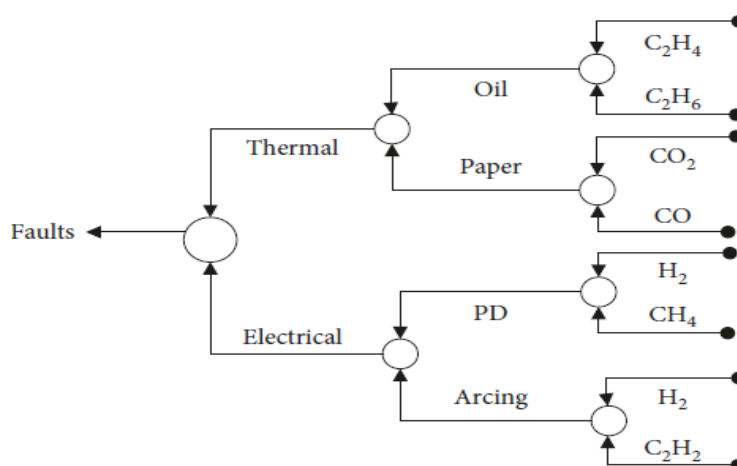 C₂H₄
Oil
C₂H₆
Thermal
Paper
CO₂
CO
Faults
H₂
PD
CH₄
Electrical
Arcing
H₂
C₂H₂